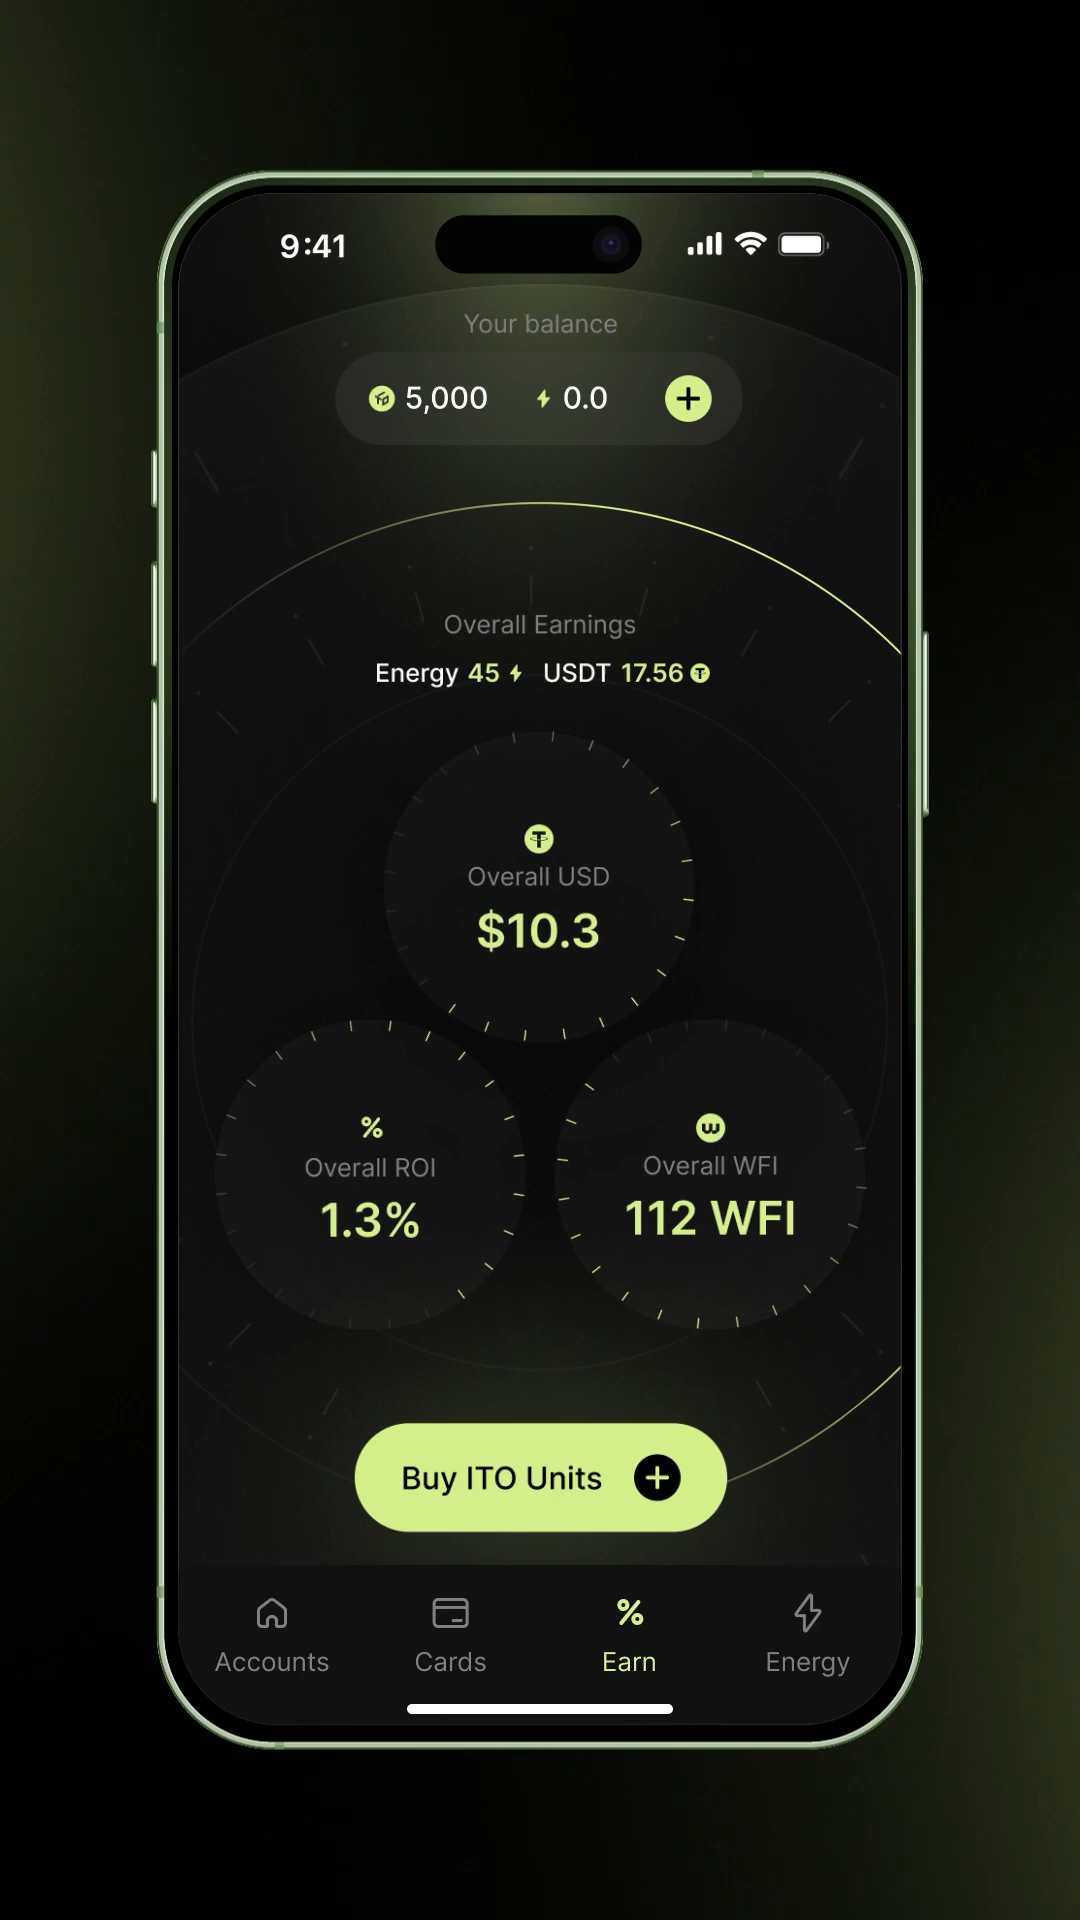 9:41
Your balance
5,000 0.0
Overall Earnings
Energy 45 USDT 17.56
Overall USD
$10.3
%
Overall ROI
1.3%
Overall WFI
112 WFI
Buy ITO Units
%
Accounts Cards Earn Energy